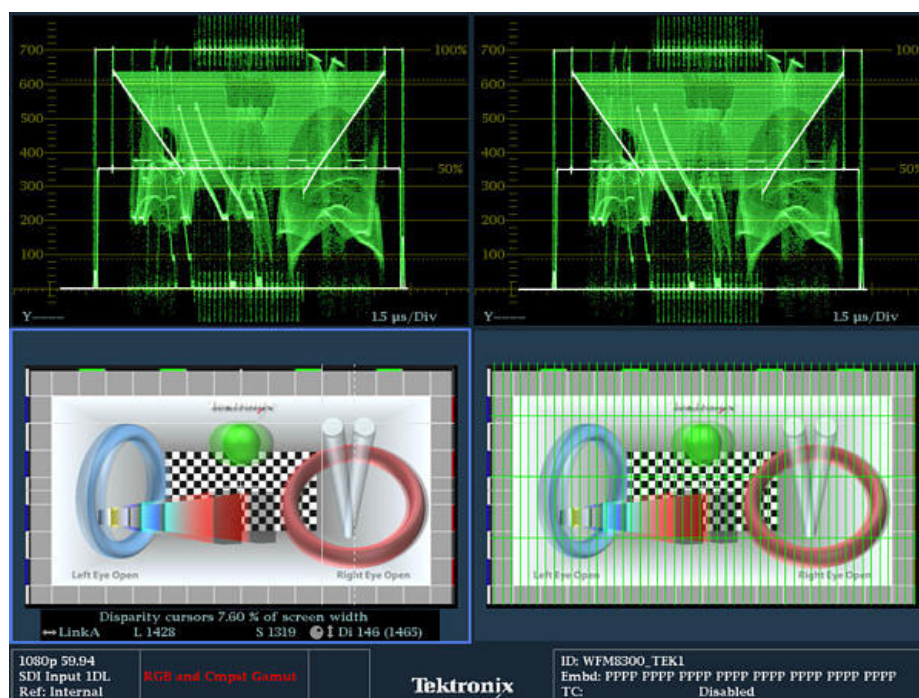 700
600
500
400
300
200
100
100%
50%
Y----
1.5 μs/Div
700
600
500
400
300
200
100
100%
50%
Y----
1.5 μs/Div
Left Eye Open
Right Eye Open
Left Eye Open
Right Eye Open
Disparity cursors 7.60 % of screen width
LinkA L 1428 S 1319 Di 146 (1465)
1080p 59.94
SDI Input 1DL
Ref: Internal
RGB and Cmpst Gamut
Tektronix
ID: WFM8300_TEK1
Embd: PPPP PPPP PPPP PPPP PPPP PPPP PPPP PPPP
TC: Disabled